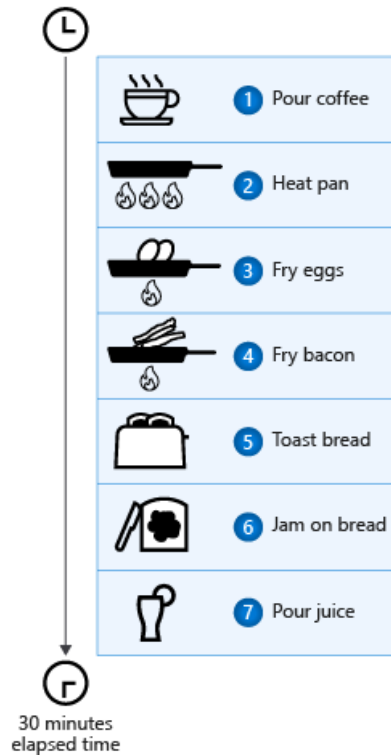 1 Pour coffee
2 Heat pan
3 Fry eggs
4 Fry bacon
5 Toast bread
6 Jam on bread
7 Pour juice
30 minutes
elapsed time